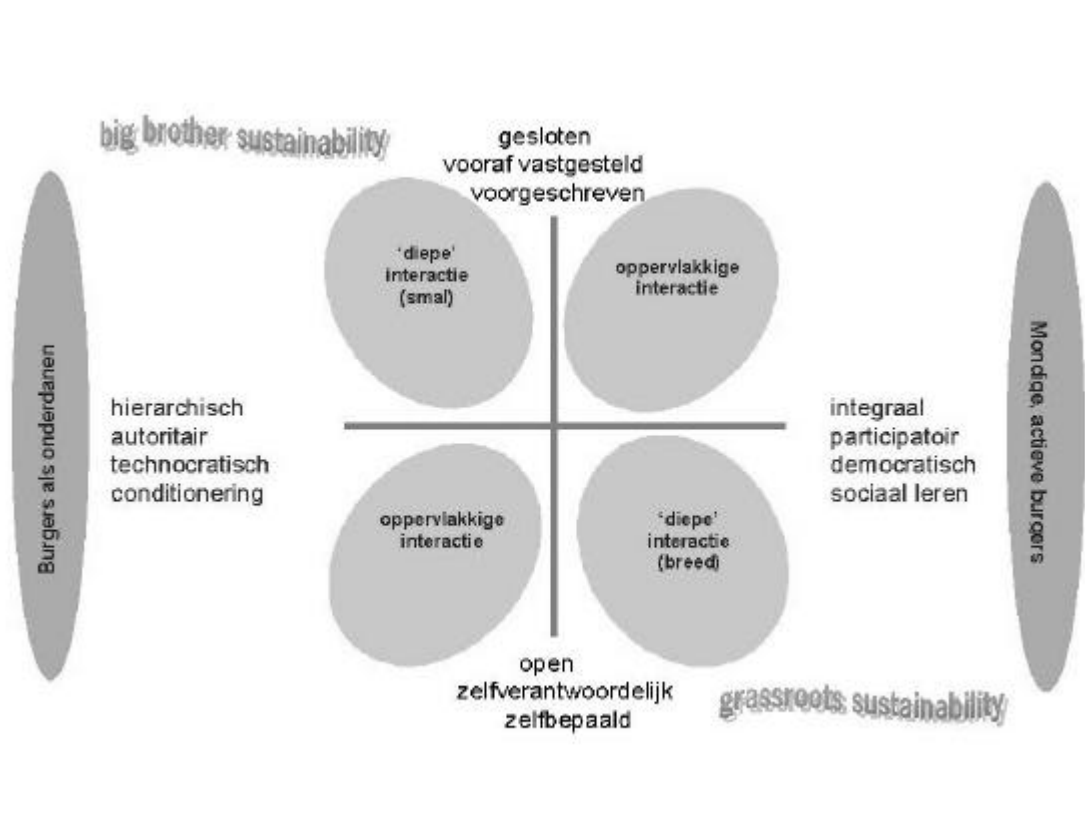 big brother sustainability
gesloten
vooraf vastgesteld
voorgeschreven
'diepe'
interactie
(smal)
oppervlakkige
interactie
Burgers als onderdanen
hierarchisch
autoritair
technocratisch
conditionering
integraal
participatoir
democratisch
sociaal leren
Mondige, actieve burgers
oppervlakkige
interactie
'diepe'
interactie
(breed)
open
zelfverantwoordelijk
zelfbepaald
grassroots sustainability